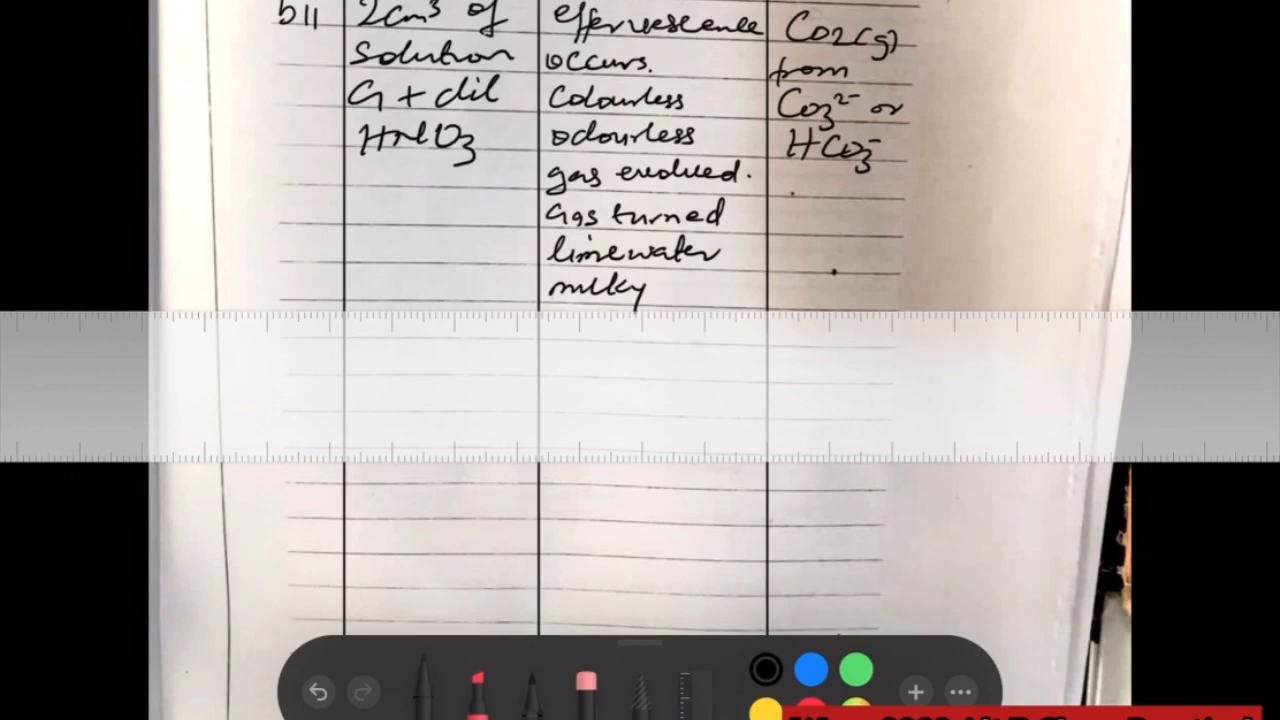 bii 2cm³ of effervescence CO2(g)
solution occurs. from
G + dil Colourless CO3²⁻ or
HNO3 odourless HCO3⁻
gas evolved.
Gas turned
limewater
milky